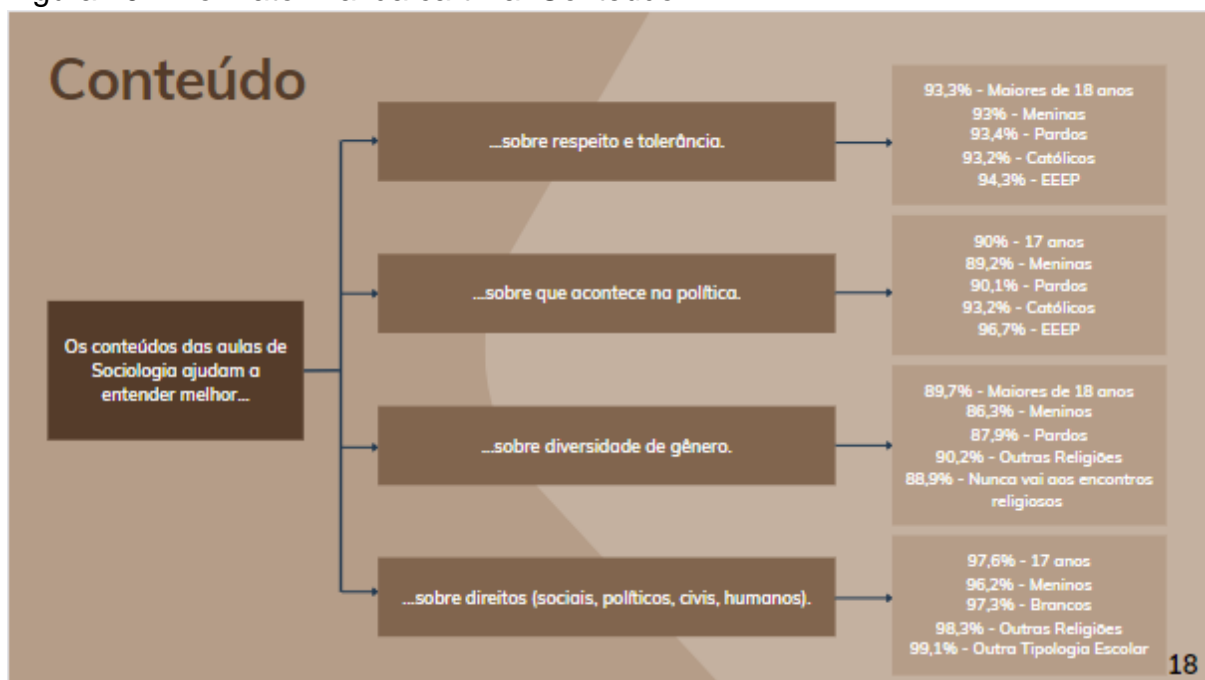 Conteúdo
Os conteúdos das aulas de
Sociologia ajudam a
entender melhor...
...sobre respeito e tolerância.
93,3% - Maiores de 18 anos
93% - Meninas
93,4% - Pardos
93,2% - Católicos
94,3% - EEEP
...sobre que acontece na política.
90% - 17 anos
89,2% - Meninas
90,1% - Pardos
93,2% - Católicos
96,7% - EEEP
...sobre diversidade de gênero.
89,7% - Maiores de 18 anos
86,3% - Meninos
87,9% - Pardos
90,2% - Outras Religiões
88,9% - Nunca vai aos encontros
religiosos
...sobre direitos (sociais, políticos, civis, humanos).
97,6% - 17 anos
96,2% - Meninos
97,3% - Brancos
98,3% - Outras Religiões
99,1% - Outra Tipologia Escolar
18